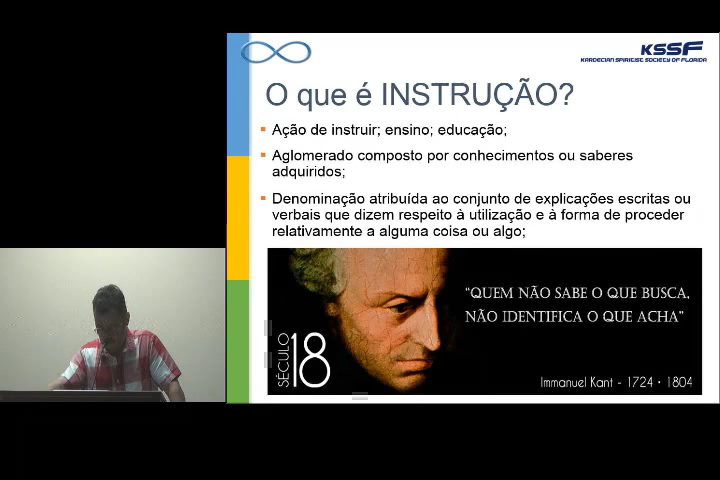 KSSF
KARDECIAN SPIRITIST SOCIETY OF FLORIDA
O que é INSTRUÇÃO?
Ação de instruir; ensino; educação;
Aglomerado composto por conhecimentos ou saberes
adquiridos;
Denominação atribuída ao conjunto de explicações escritas ou
verbais que dizem respeito à utilização e à forma de proceder
relativamente a alguma coisa ou algo;
“QUEM NÃO SABE O QUE BUSCA,
NÃO IDENTIFICA O QUE ACHA”
SÉCULO
18
Immanuel Kant - 1724 • 1804